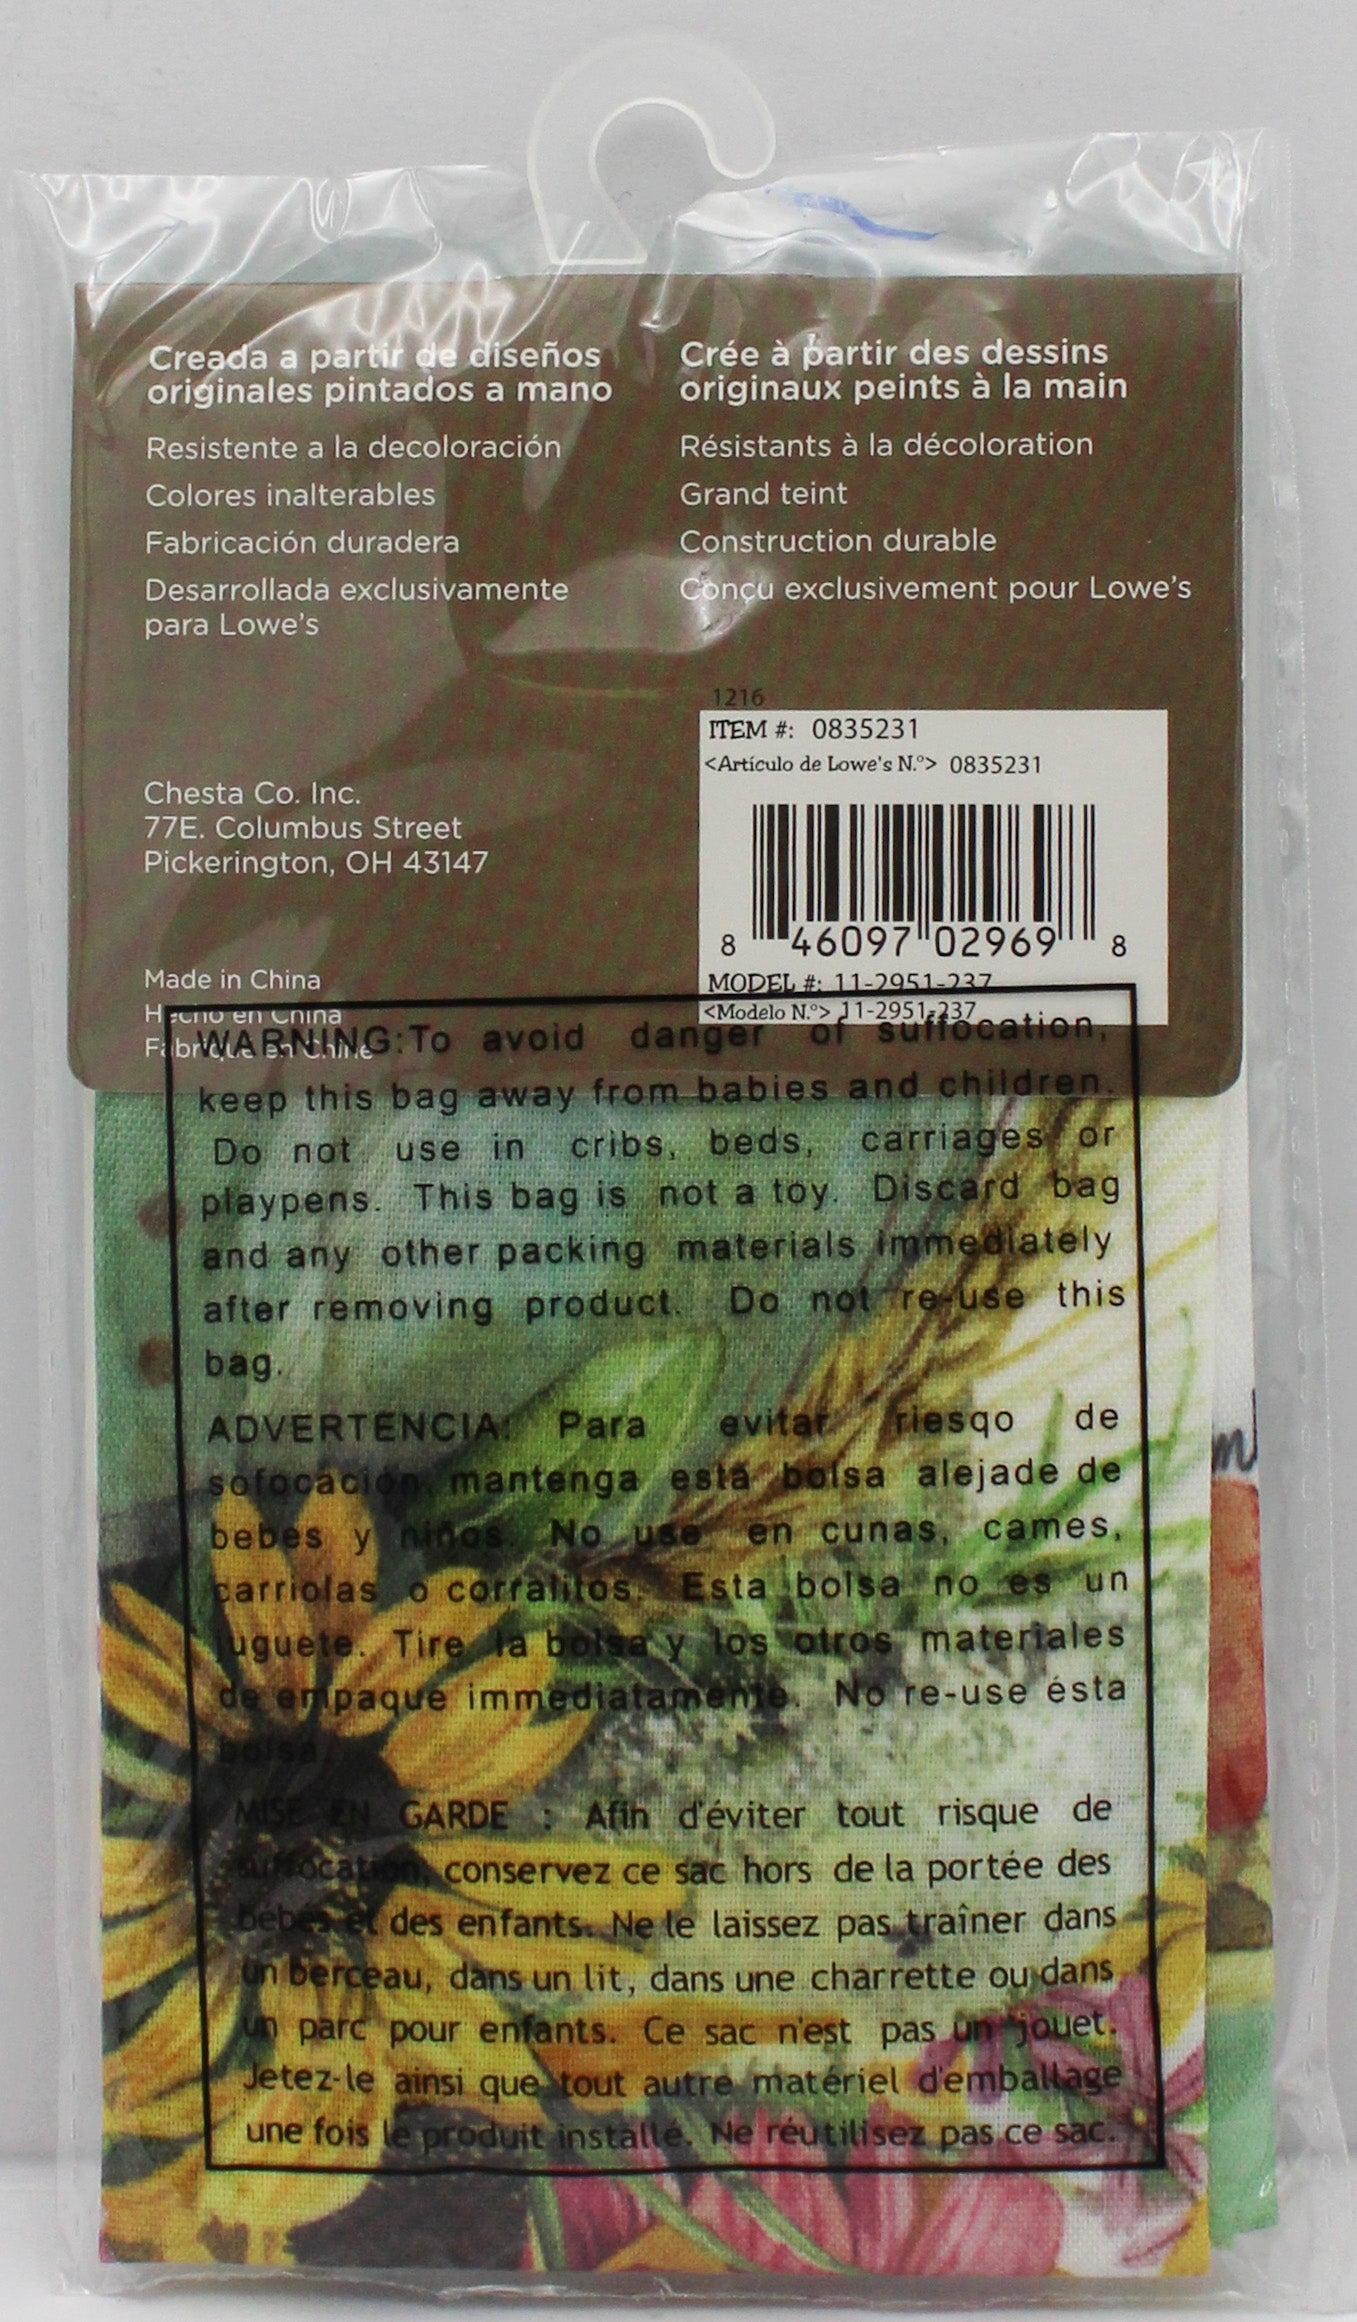 Creada a partir de diseños
originales pintados a mano
Resistente a la decoloración
Colores inalterables
Fabricación duradera
Desarrollada exclusivamente
para Lowe's
Crée à partir des dessins
originaux peints à la main
Résistants à la décoloration
Grand teint
Construction durable
Conçu exclusivement pour Lowe's
Chesta Co. Inc.
77E. Columbus Street
Pickerington, OH 43147
Made in China
Hecho en China
Fabriqué en Chine
1216
ITEM #: 0835231
<Artículo de Lowe's N.º> 0835231
8 46097 02969 8
MODEL #: 11-2951-237
<Modelo N.º> 11-2951-237
WARNING:To avoid danger of suffocation,
keep this bag away from babies and children.
Do not use in cribs, beds, carriages or
playpens. This bag is not a toy. Discard bag
and any other packing materials immediately
after removing product. Do not re-use this
bag.
ADVERTENCIA: Para evitar riesqo de
sofocación, mantenga está bolsa alejade de
bebes y niños. No use en cunas, cames,
carriolas o corralitos. Esta bolsa no es un
juguete. Tire la bolsa y los otros materiales
de empaque immediatamente. No re-use ésta
bolsa
MISE EN GARDE : Afin d'éviter tout risque de
suffocation, conservez ce sac hors de la portée des
bébés et des enfants. Ne le laissez pas traîner dans
un berceau, dans un lit, dans une charrette ou dans
un parc pour enfants. Ce sac n'est pas un jouet.
Jetez-le ainsi que tout autre matériel d'emballage
une fois le produit installé. Ne réutilisez pas ce sac.